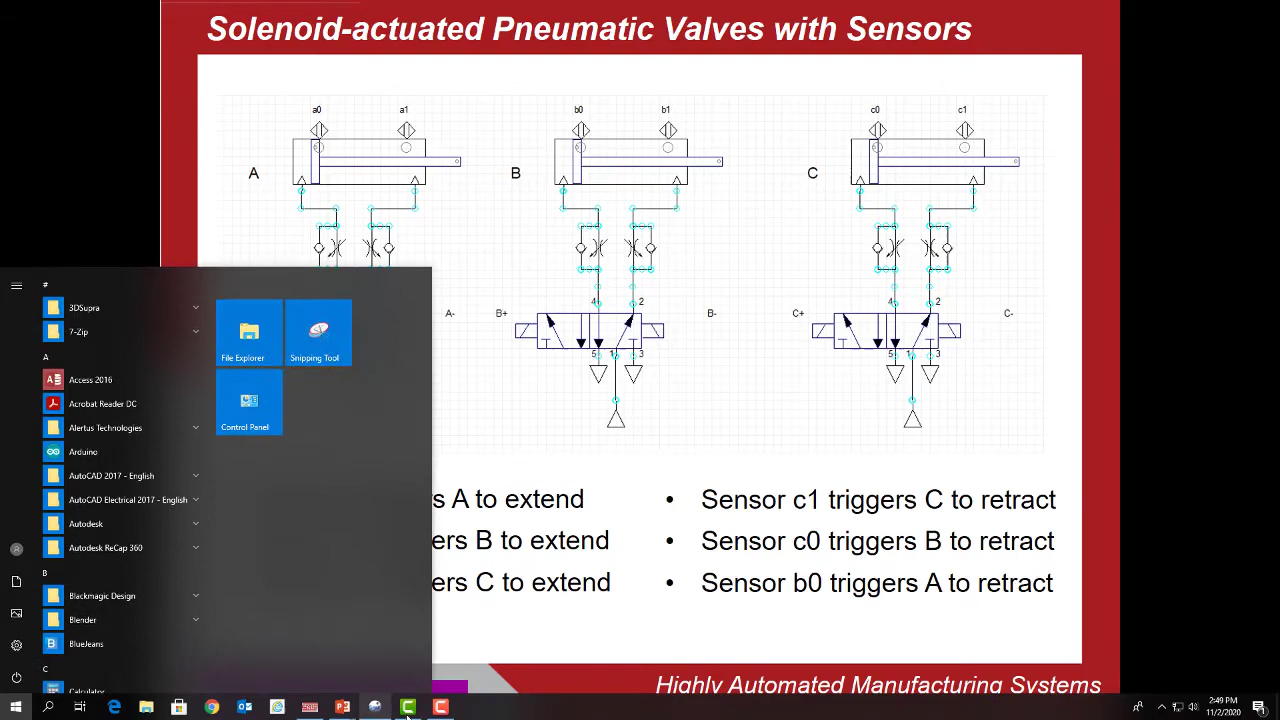 Solenoid-actuated Pneumatic Valves with Sensors
a0 a1 b0 b1 c0 c1
A B C
4 2 4 2
A- B+ B- C+ C-
5 1 3 5 1 3
rs A to extend
ers B to extend
ers C to extend
• Sensor c1 triggers C to retract
• Sensor c0 triggers B to retract
• Sensor b0 triggers A to retract
Highly Automated Manufacturing Systems
#
3DSupra
7-Zip
A
Access 2016
Acrobat Reader DC
Alertus Technologies
Arduino
AutoCAD 2017 - English
AutoCAD Electrical 2017 - English
Autodesk
Autodesk ReCap 360
B
Blackmagic Design
Blender
BlueJeans
C
Calculator
File Explorer
Snipping Tool
Control Panel
2:49 PM
11/2/2020